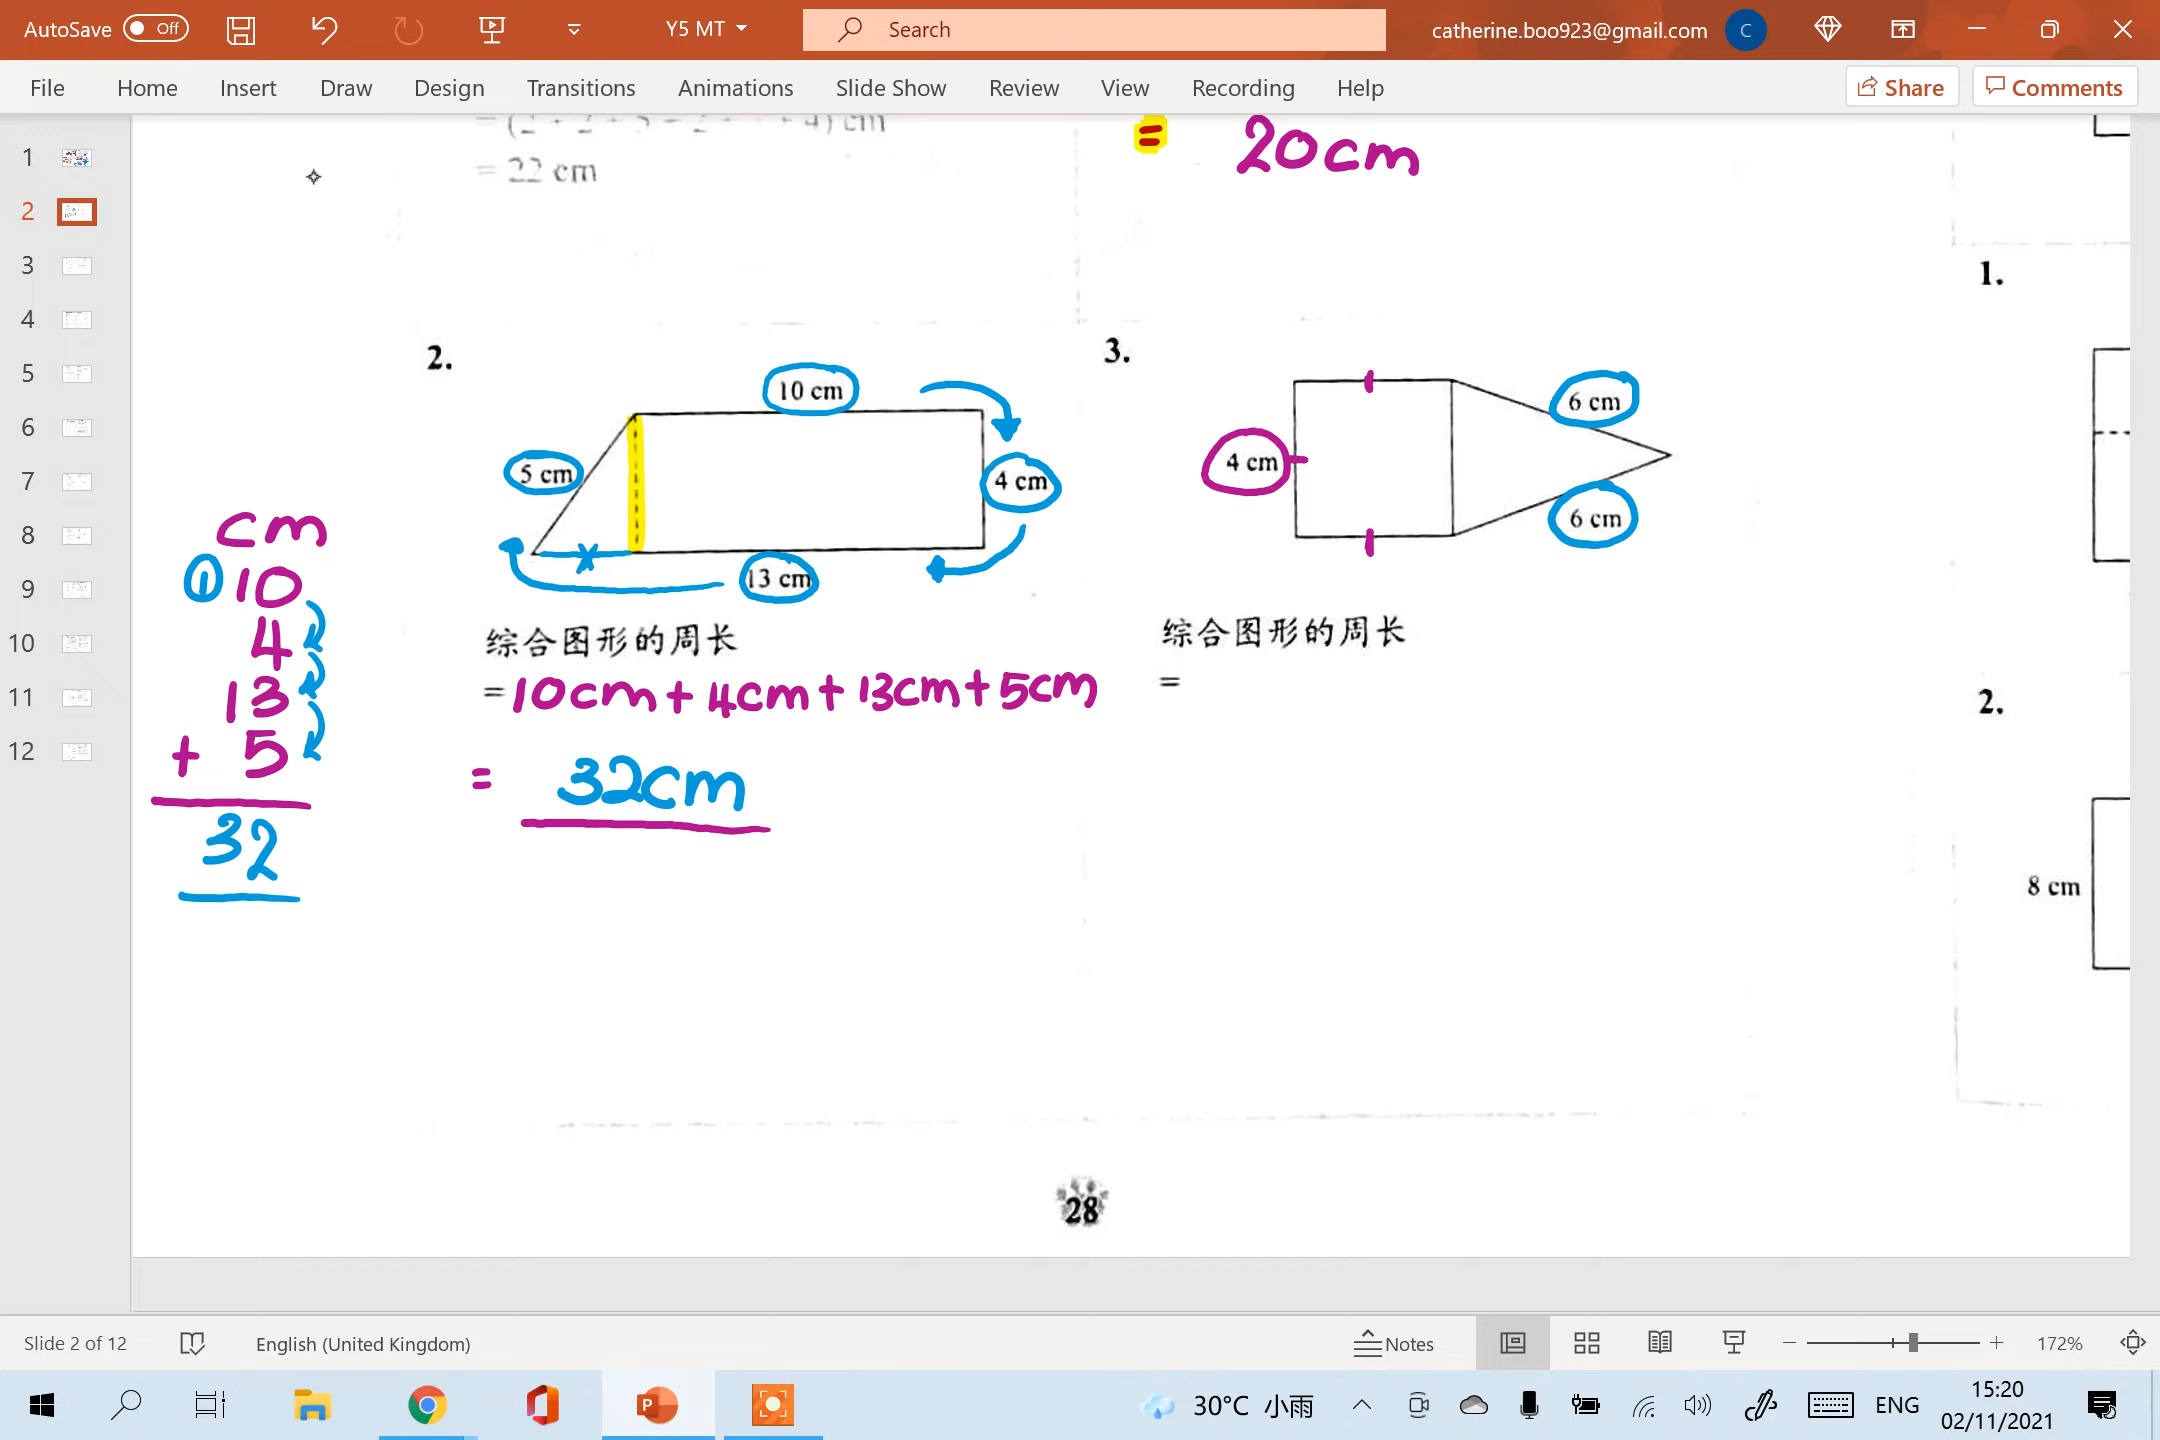 AutoSave Off Y5 MT Search catherine.boo923@gmail.com C
File Home Insert Draw Design Transitions Animations Slide Show Review View Recording Help Share Comments
1
2
3
4
5
6
7
8
9
10
11
12
= 22 cm
= 20cm
2.
10 cm
5 cm
4 cm
13 cm
综合图形的周长
=10cm+4cm+13cm+5cm
= 32cm
cm
① 10
4
13
+ 5
32
3.
6 cm
4 cm
6 cm
综合图形的周长
=
1.
2.
8 cm
28
Slide 2 of 12 English (United Kingdom) Notes 172%
30°C 小雨 ENG 15:20
02/11/2021